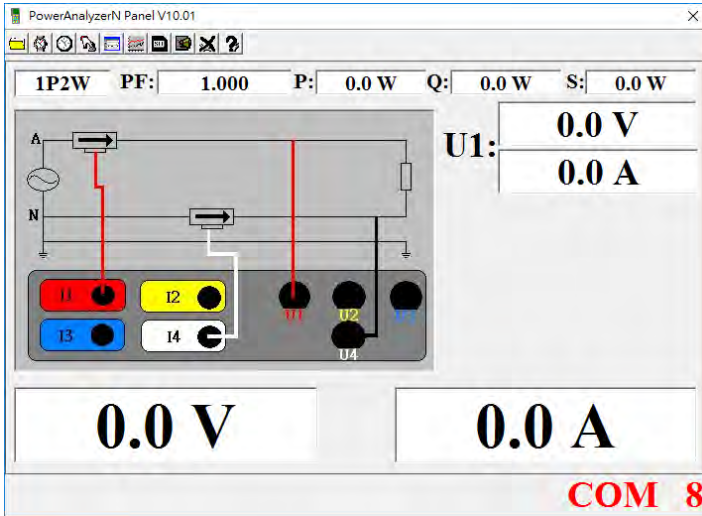 PowerAnalyzerN Panel V10.01
1P2W PF: 1.000 P: 0.0 W Q: 0.0 W S: 0.0 W
U1: 0.0 V
0.0 A
A
N
I1 I2 U1 U2 U3
I3 I4 U4
0.0 V 0.0 A
COM 8